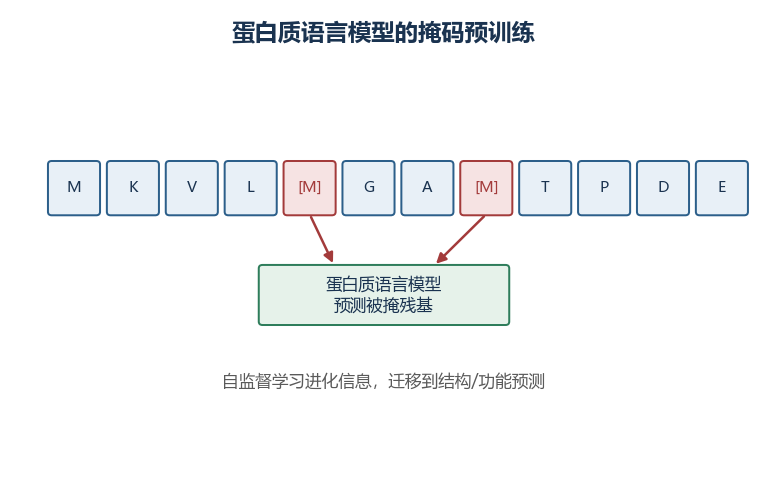 蛋白质语言模型的掩码预训练
M K V L [M] G A [M] T P D E
蛋白质语言模型
预测被掩残基
自监督学习进化信息，迁移到结构/功能预测